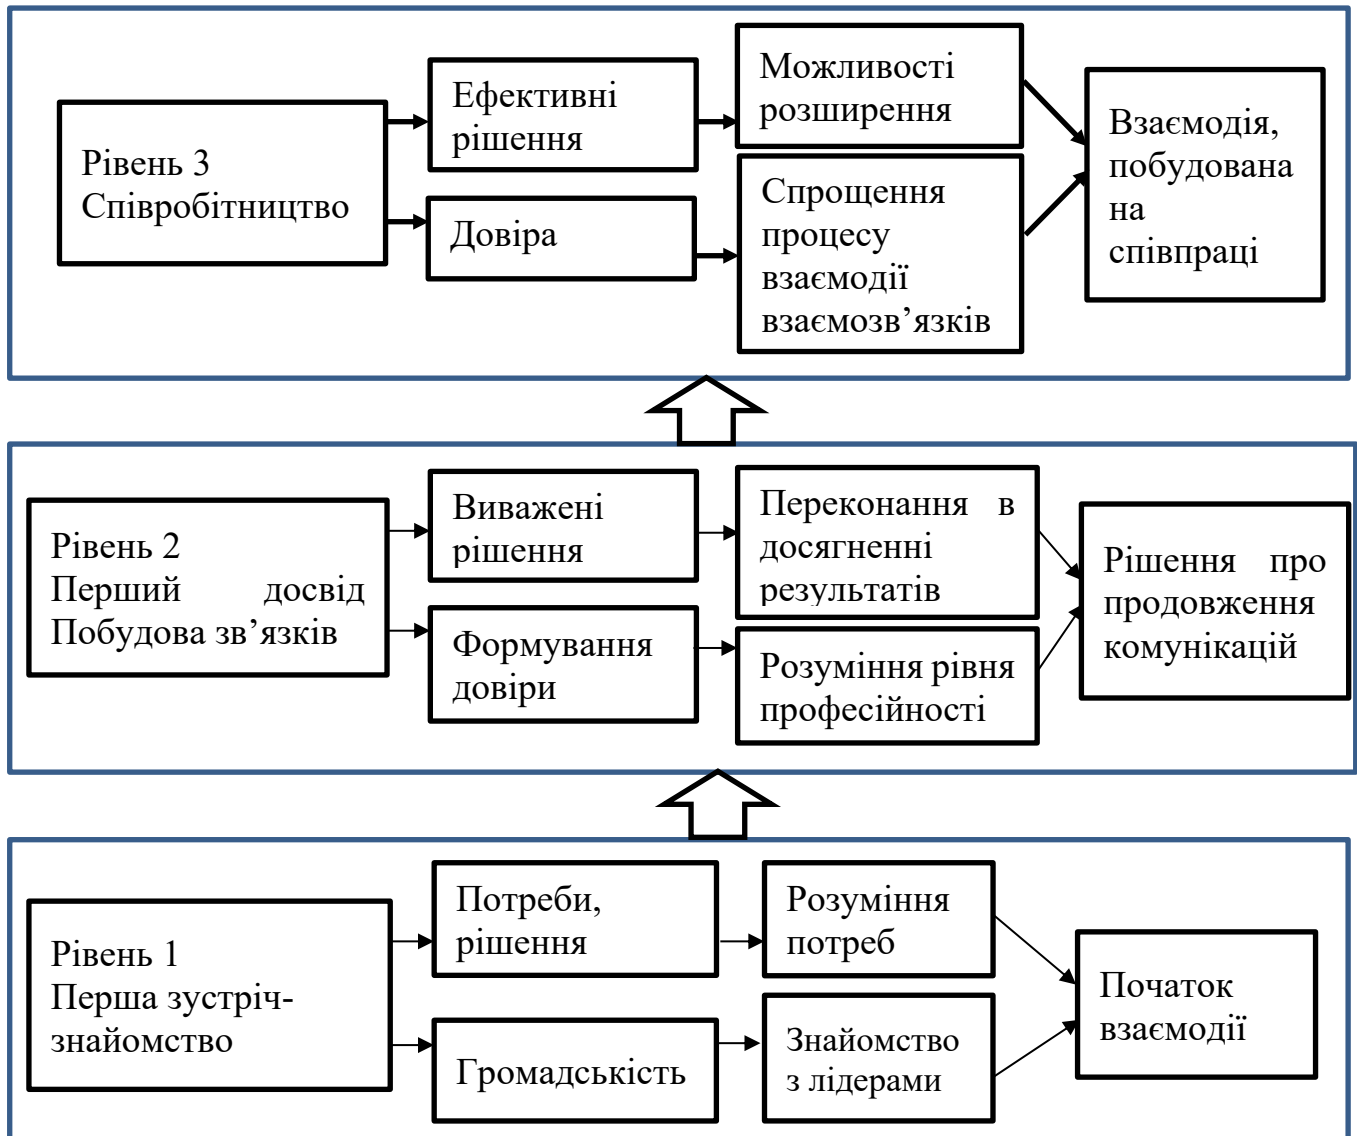 Рівень 3
Співробітництво
Ефективні
рішення
Довіра
Можливості
розширення
Спрощення
процесу
взаємодії
взаємозв’язків
Взаємодія,
побудована
на
співпраці
Рівень 2
Перший досвід
Побудова зв’язків
Виважені
рішення
Формування
довіри
Переконання в
досягненні
результатів
Розуміння рівня
професійності
Рішення про
продовження
комунікацій
Рівень 1
Перша зустріч-
знайомство
Потреби,
рішення
Громадськість
Розуміння
потреб
Знайомство
з лідерами
Початок
взаємодії